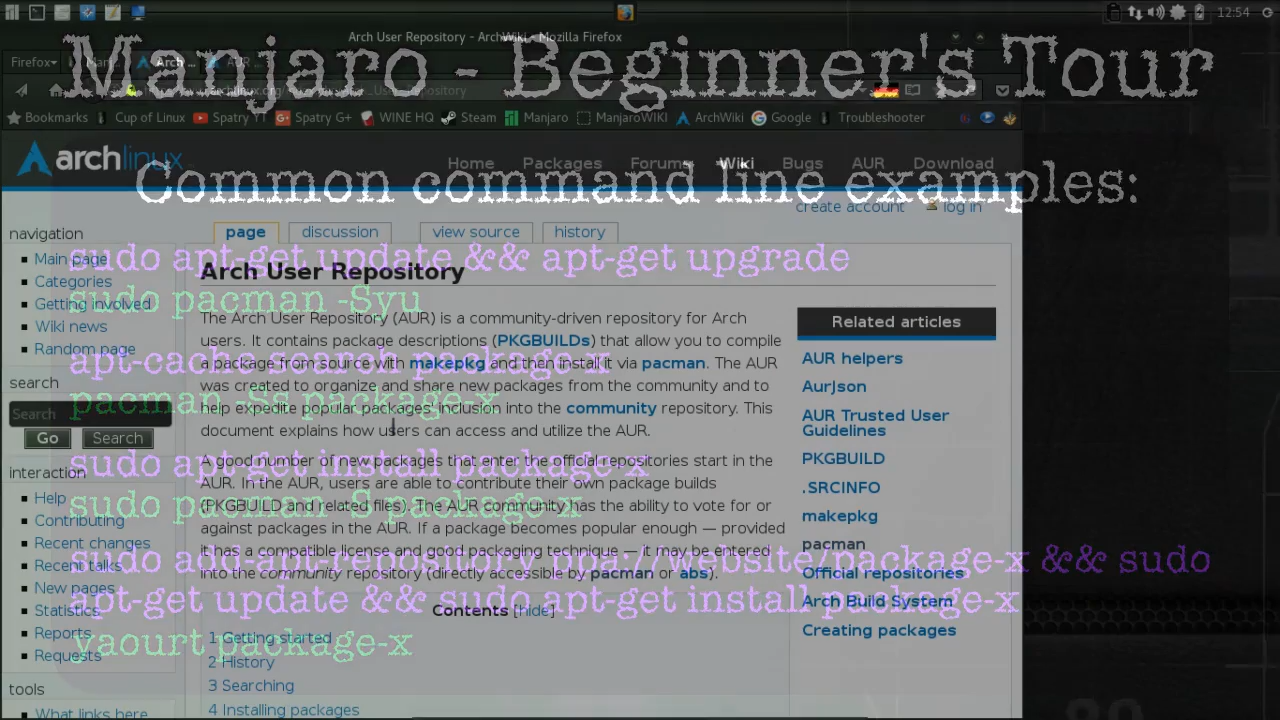 12:54
Arch User Repository - ArchWiki - Mozilla Firefox
Manjaro - Beginner's Tour
Firefox
Arch ...
AUR ...
Bookmarks Cup of Linux Spatry YT Spatry G+ WINE HQ Steam Manjaro ManjaroWIKI ArchWiki Google Troubleshooter
archlinux
Home Packages Forums Wiki Bugs AUR Download
Common command line examples:
create account log in
page discussion view source history
navigation
Main page
Categories
Getting involved
Wiki news
Random page
search
Search
Go Search
interaction
Help
Contributing
Recent changes
Recent talks
New pages
Statistics
Reports
Requests
tools
What links here
sudo apt-get update && apt-get upgrade
sudo pacman -Syu
apt-cache search package-x
pacman -Ss package-x
sudo apt-get install package-x
sudo pacman -S package-x
sudo add-apt-repository ppa://website/package-x && sudo
apt-get update && sudo apt-get install package-x
yaourt package-x
Arch User Repository
The Arch User Repository (AUR) is a community-driven repository for Arch
users. It contains package descriptions (PKGBUILDs) that allow you to compile
a package from source with makepkg and then install it via pacman. The AUR
was created to organize and share new packages from the community and to
help expedite popular packages' inclusion into the community repository. This
document explains how users can access and utilize the AUR.
A good number of new packages that enter the official repositories start in the
AUR. In the AUR, users are able to contribute their own package builds
(PKGBUILD and related files). The AUR community has the ability to vote for or
against packages in the AUR. If a package becomes popular enough — provided
it has a compatible license and good packaging technique — it may be entered
into the community repository (directly accessible by pacman or abs).
Contents [hide]
1 Getting started
2 History
3 Searching
4 Installing packages
Related articles
AUR helpers
AurJson
AUR Trusted User
Guidelines
PKGBUILD
.SRCINFO
makepkg
pacman
Official repositories
Arch Build System
Creating packages